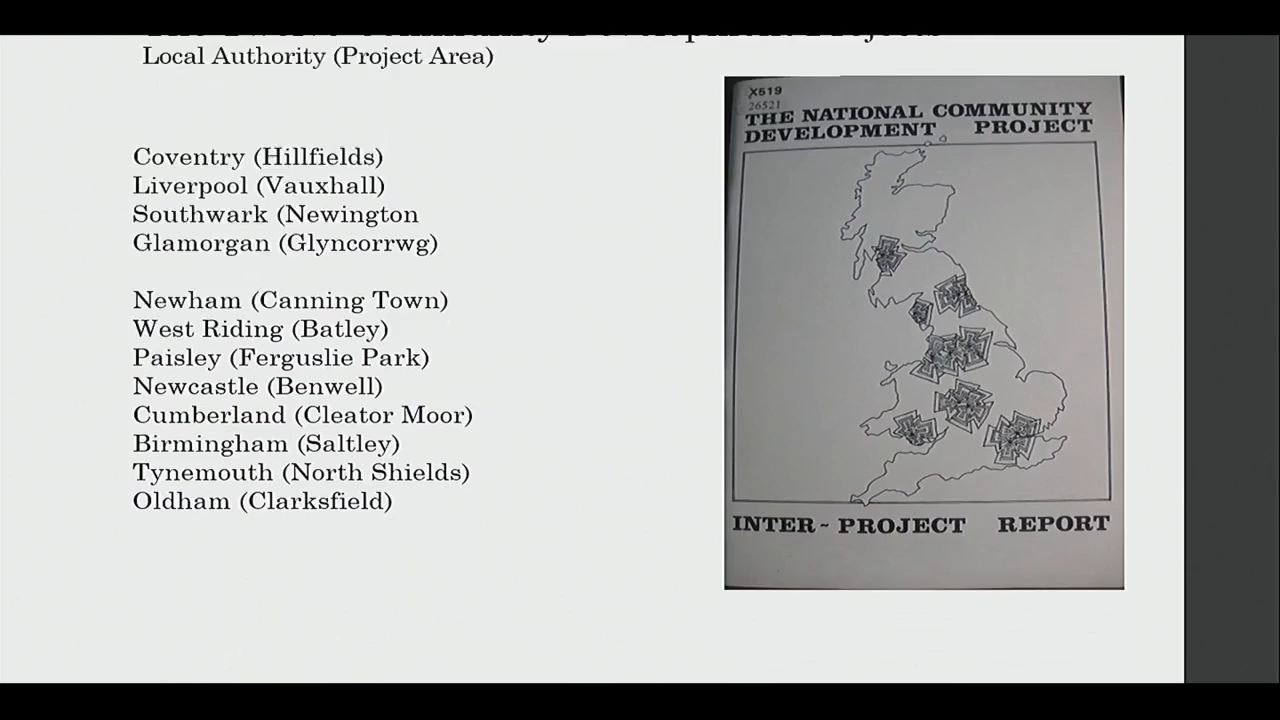 Local Authority (Project Area)
Coventry (Hillfields)
Liverpool (Vauxhall)
Southwark (Newington
Glamorgan (Glyncorrwg)
Newham (Canning Town)
West Riding (Batley)
Paisley (Ferguslie Park)
Newcastle (Benwell)
Cumberland (Cleator Moor)
Birmingham (Saltley)
Tynemouth (North Shields)
Oldham (Clarksfield)
X519
26521
THE NATIONAL COMMUNITY
DEVELOPMENT PROJECT
INTER - PROJECT REPORT